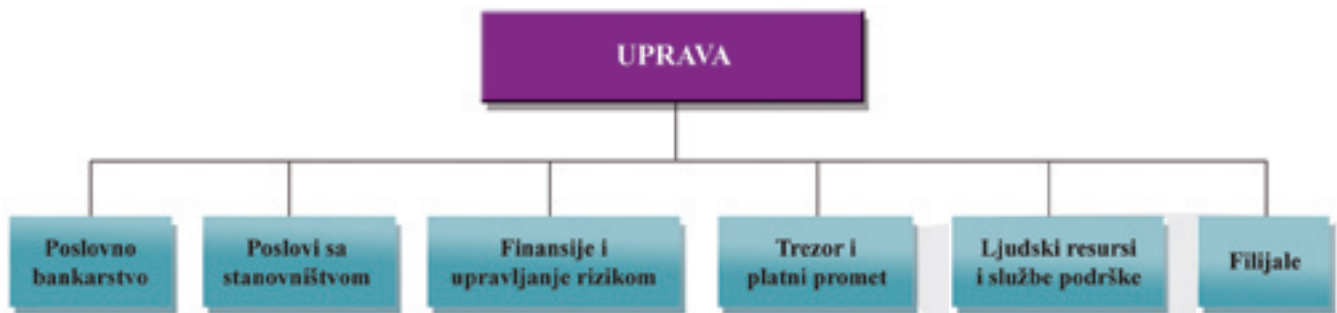 UPRAVA
Poslovno
bankarstvo
Poslovi sa
stanovništvom
Finansije i
upravljanje rizikom
Trezor i
platni promet
Ljudski resursi
i službe podrške
Filijale